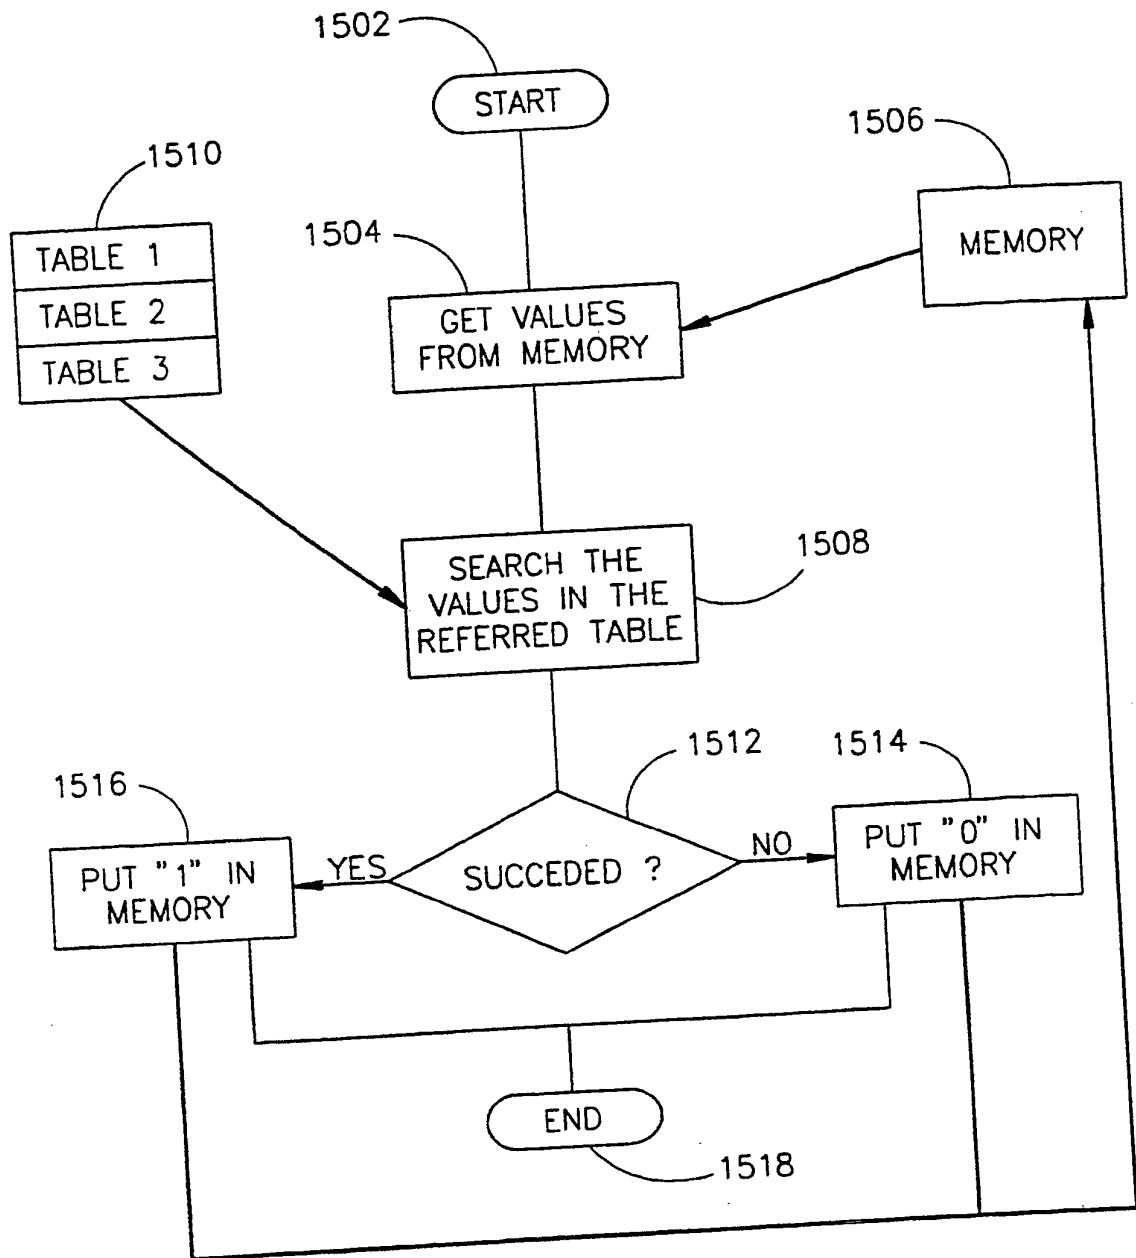 1502
START
1506
MEMORY
1510
TABLE 1
TABLE 2
TABLE 3
1504
GET VALUES
FROM MEMORY
SEARCH THE
VALUES IN THE
REFERRED TABLE
1508
1512
SUCCEDED ?
YES
NO
1516
PUT "1" IN
MEMORY
1514
PUT "0" IN
MEMORY
END
1518